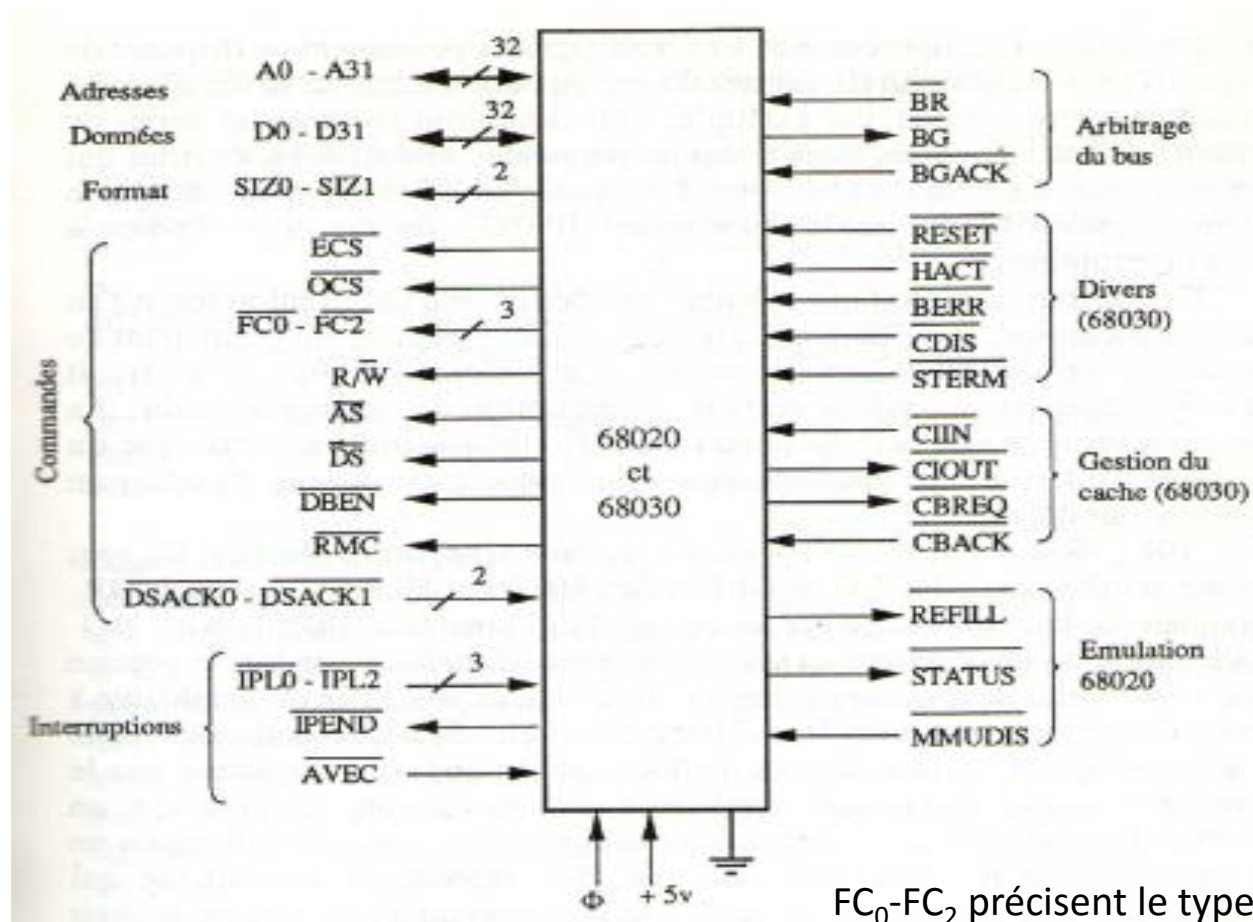 A0 - A31
32
Adresses
Données
D0 - D31
32
Format
SIZ0 - SIZ1
2
Commandes
ECS
OCS
FC0 - FC2
3
R/W
AS
DS
DBEN
RMC
DSACK0 - DSACK1
2
Interruptions
IPL0 - IPL2
3
IPEND
AVEC
68020
et
68030
Φ
+ 5v
BR
BG
BGACK
Arbitrage
du bus
RESET
HACT
BERR
CDIS
STERM
Divers
(68030)
CIIN
CIOUT
CBREQ
CBACK
Gestion du
cache (68030)
REFILL
STATUS
MMUDIS
Emulation
68020
FC0-FC2 précisent le type